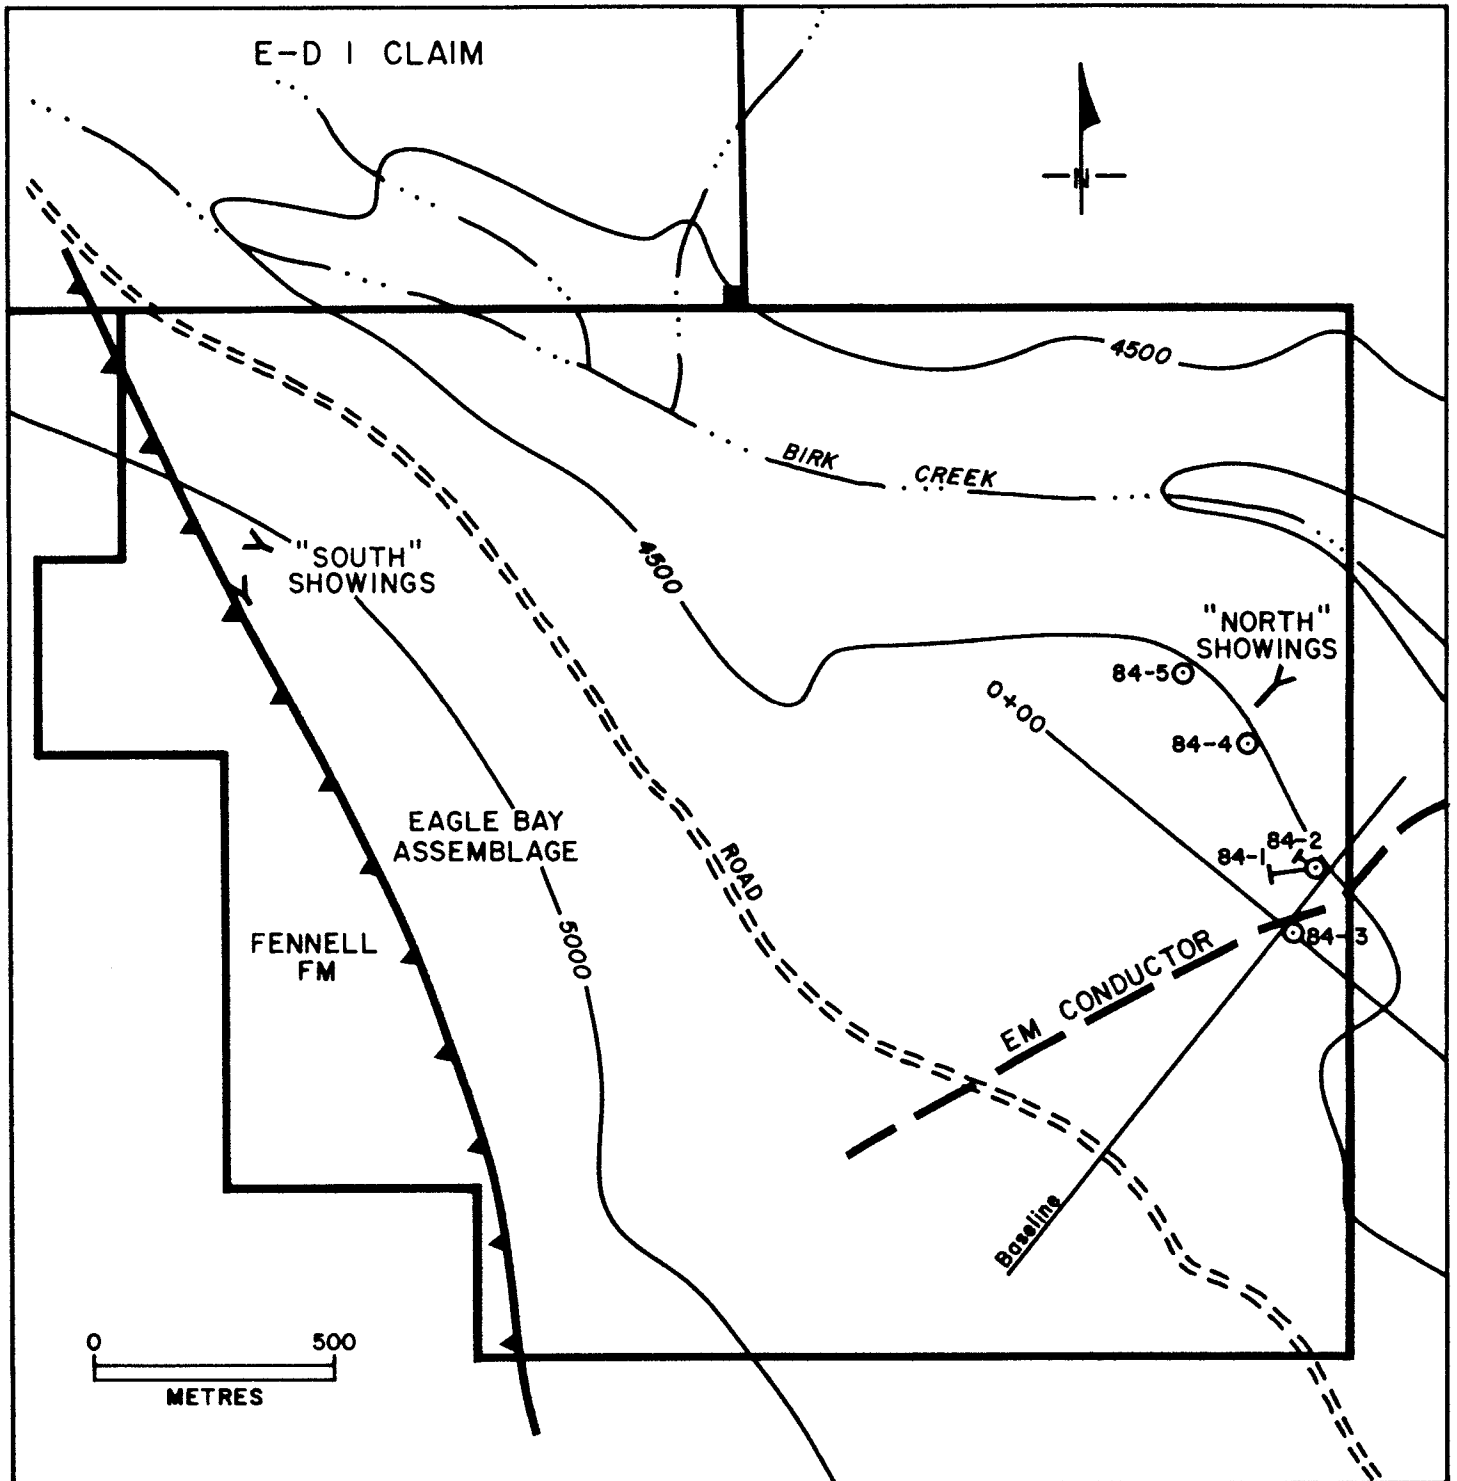 E-D 1 CLAIM
N
4500
BIRK CREEK
"SOUTH"
SHOWINGS
4500
"NORTH"
SHOWINGS
84-5
0+00
84-4
EAGLE BAY
ASSEMBLAGE
84-2
84-1
ROAD
84-3
FENNELL
FM
5000
EM CONDUCTOR
Baseline
0 500
METRES